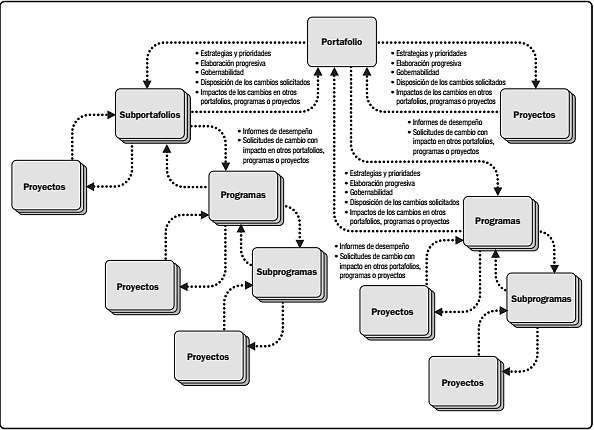 Portafolio
• Estrategias y prioridades
• Elaboración progresiva
• Gobernabilidad
• Disposición de los cambios solicitados
• Impactos de los cambios en otros
portafolios, programas o proyectos
• Estrategias y prioridades
• Elaboración progresiva
• Gobernabilidad
• Disposición de los cambios solicitados
• Impactos de los cambios en otros
portafolios, programas o proyectos
Subportafolios
Proyectos
• Informes de desempeño
• Solicitudes de cambio con
impacto en otros portafolios,
programas o proyectos
• Informes de desempeño
• Solicitudes de cambio con
impacto en otros portafolios,
programas o proyectos
Proyectos
Programas
• Estrategias y prioridades
• Elaboración progresiva
• Gobernabilidad
• Disposición de los cambios solicitados
• Impactos de los cambios en otros
portafolios, programas o proyectos
Programas
• Informes de desempeño
• Solicitudes de cambio con
impacto en otros portafolios,
programas o proyectos
Proyectos
Subprogramas
Proyectos
Subprogramas
Proyectos
Proyectos